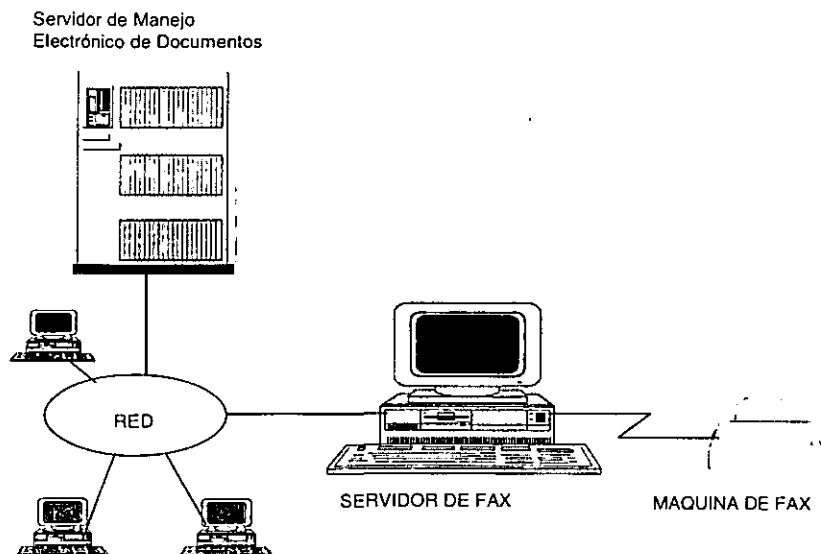 Servidor de Manejo
Electrónico de Documentos
RED
SERVIDOR DE FAX
MAQUINA DE FAX